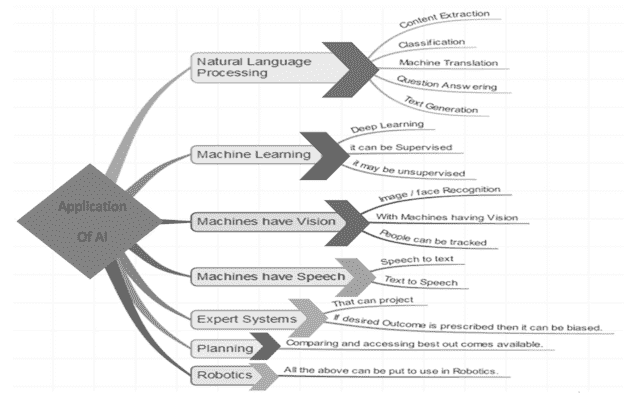 Application
Of AI
Natural Language
Processing
Content Extraction
Classification
Machine Translation
Question Answering
Text Generation
Machine Learning
Deep Learning
it can be Supervised
it may be unsupervised
Machines have Vision
Image / face Recognition
With Machines having Vision
People can be tracked
Machines have Speech
Speech to text
Text to Speech
Expert Systems
That can project
If desired Outcome is prescribed then it can be biased.
Planning
Comparing and accessing best out comes available.
Robotics
All the above can be put to use in Robotics.